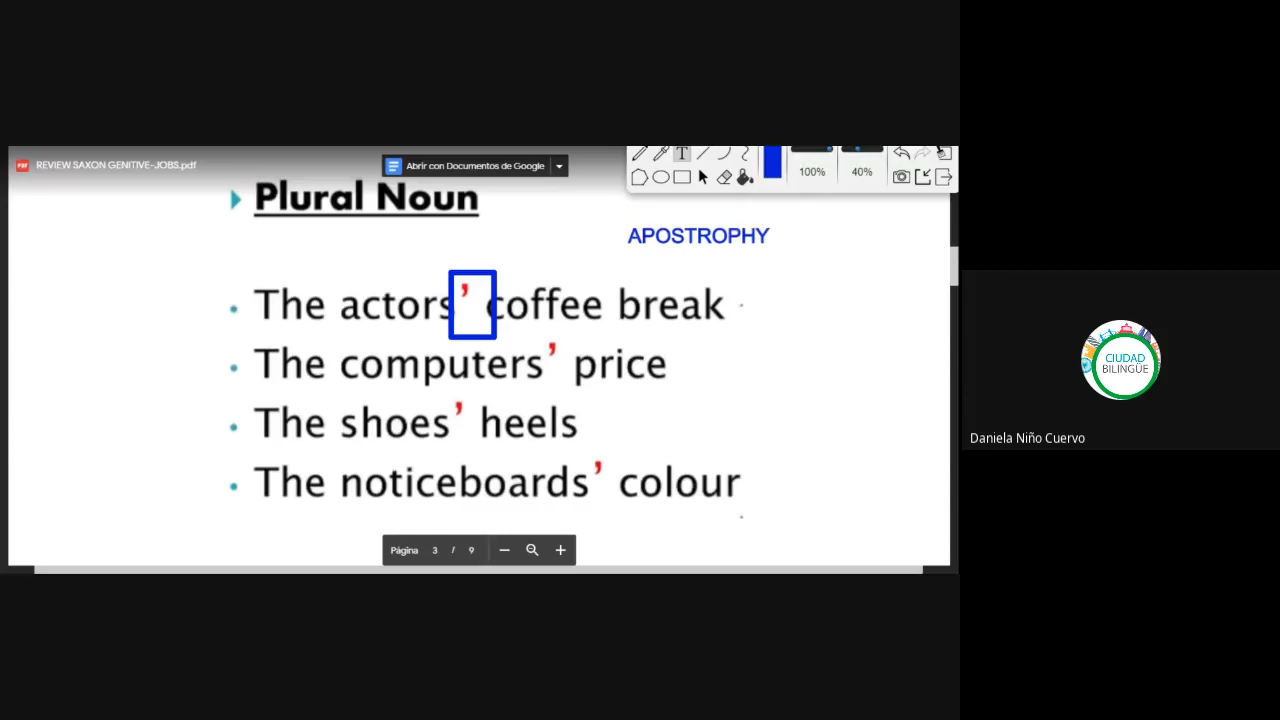 REVIEW SAXON GENITIVE-JOBS.pdf
Abrir con Documentos de Google
T
100%
40%
Plural Noun
APOSTROPHY
• The actors’ coffee break
• The computers’ price
• The shoes’ heels
• The noticeboards’ colour
Página 3 / 9
CIUDAD
BILINGÜE
Daniela Niño Cuervo